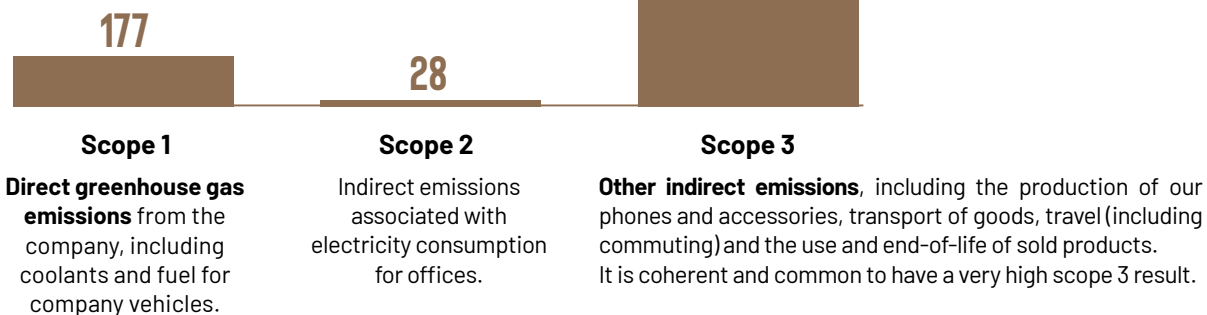 177
28
Scope 1
Direct greenhouse gas
emissions from the
company, including
coolants and fuel for
company vehicles.
Scope 2
Indirect emissions
associated with
electricity consumption
for offices.
Scope 3
Other indirect emissions, including the production of our
phones and accessories, transport of goods, travel (including
commuting) and the use and end-of-life of sold products.
It is coherent and common to have a very high scope 3 result.